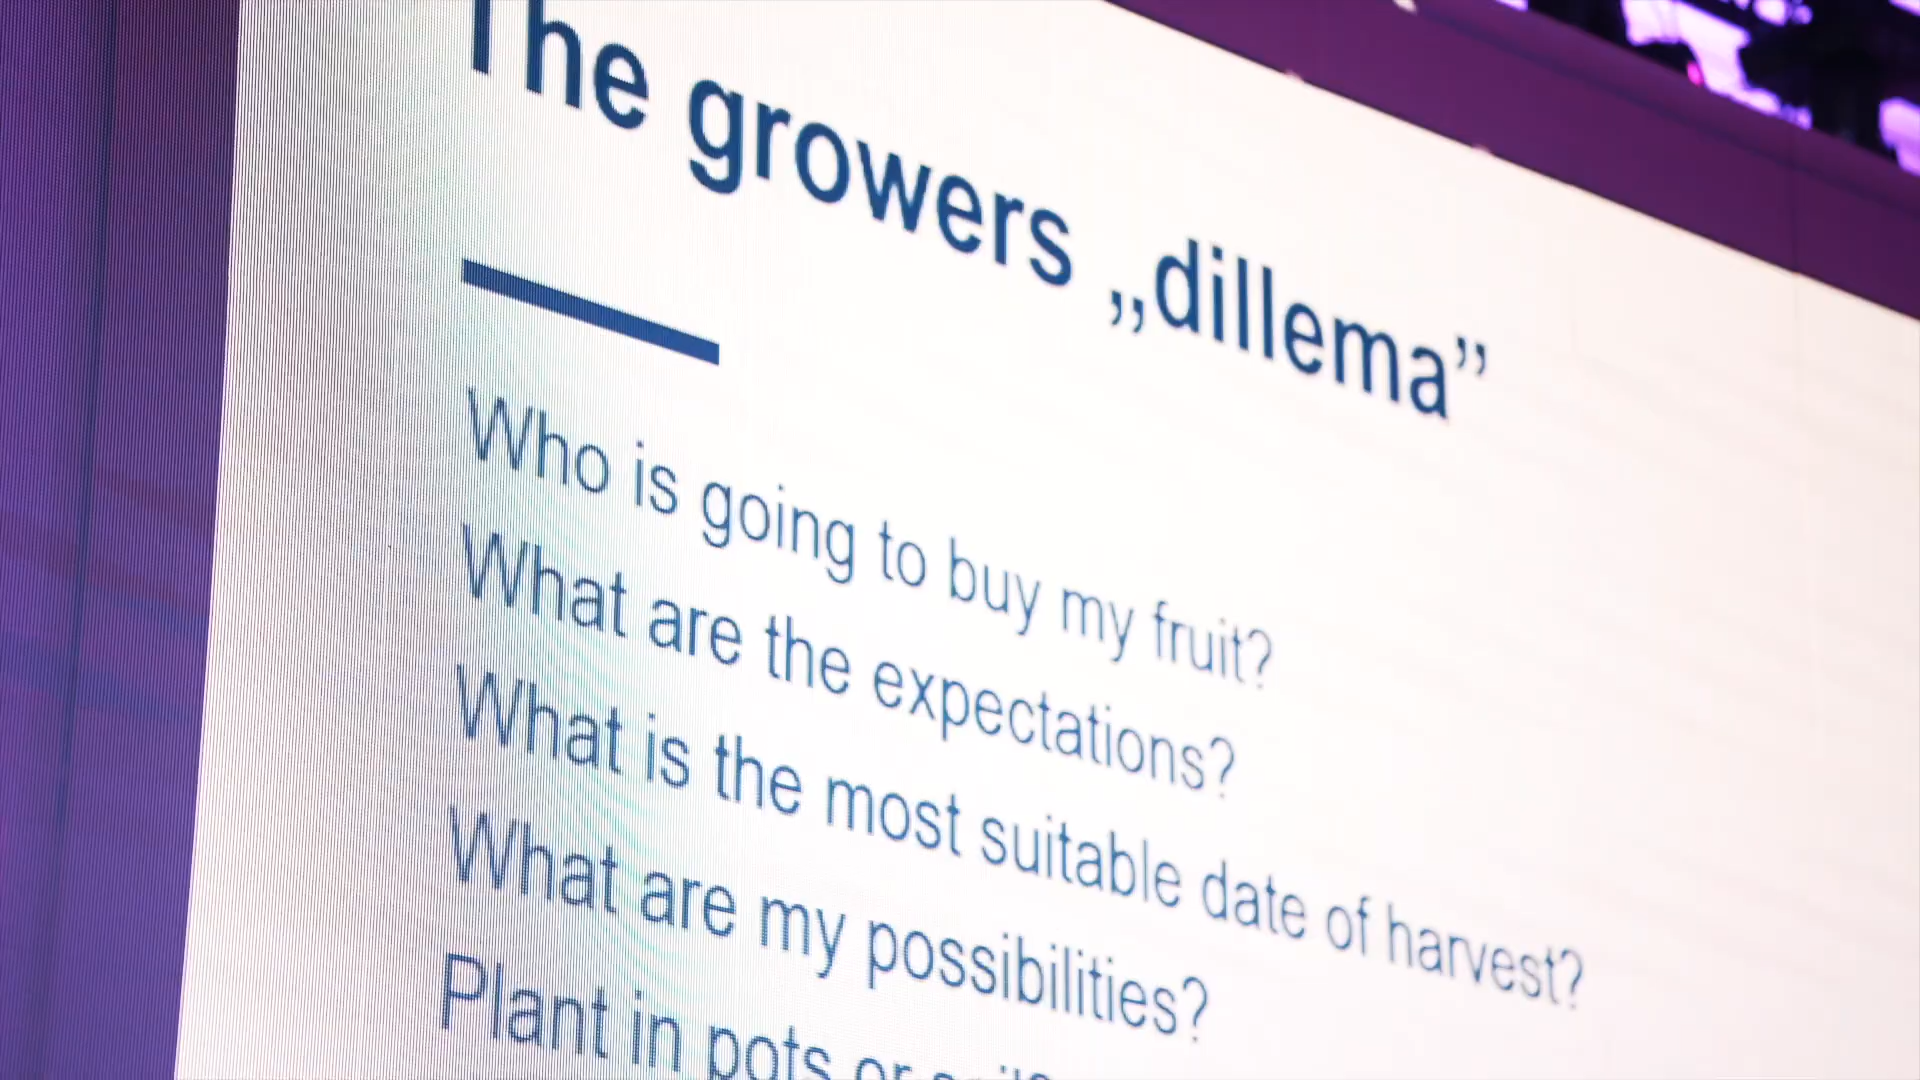 The growers „dillema”
Who is going to buy my fruit?
What are the expectations?
What is the most suitable date of harvest?
What are my possibilities?
Plant in pots or